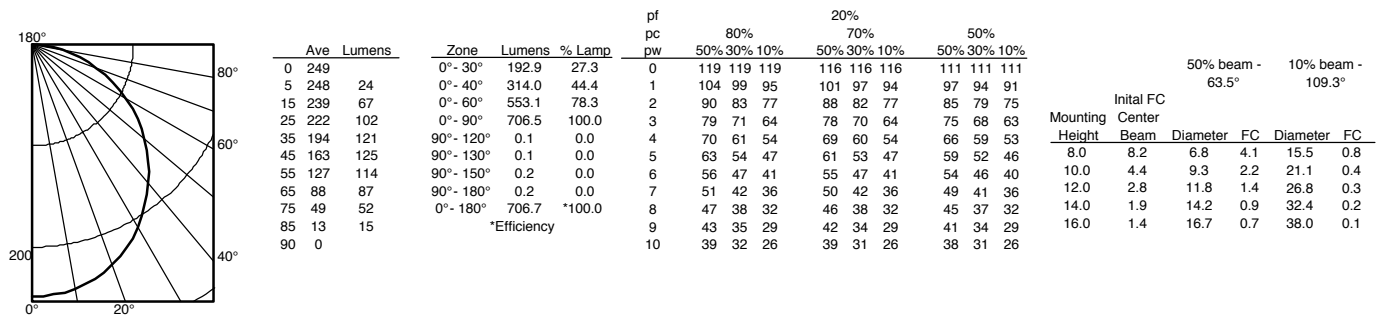 180°
80°
60°
200
40°
0° 20°
Ave Lumens
0 249
5 248 24
15 239 67
25 222 102
35 194 121
45 163 125
55 127 114
65 88 87
75 49 52
85 13 15
90 0
Zone Lumens % Lamp
0°- 30° 192.9 27.3
0°- 40° 314.0 44.4
0°- 60° 553.1 78.3
0°- 90° 706.5 100.0
90°- 120° 0.1 0.0
90°- 130° 0.1 0.0
90°- 150° 0.2 0.0
90°- 180° 0.2 0.0
0°- 180° 706.7 *100.0
*Efficiency
pf 20%
pc 80% 70% 50%
pw 50% 30% 10% 50% 30% 10% 50% 30% 10%
0 119 119 119 116 116 116 111 111 111
1 104 99 95 101 97 94 97 94 91
2 90 83 77 88 82 77 85 79 75
3 79 71 64 78 70 64 75 68 63
4 70 61 54 69 60 54 66 59 53
5 63 54 47 61 53 47 59 52 46
6 56 47 41 55 47 41 54 46 40
7 51 42 36 50 42 36 49 41 36
8 47 38 32 46 38 32 45 37 32
9 43 35 29 42 34 29 41 34 29
10 39 32 26 39 31 26 38 31 26
50% beam - 10% beam -
63.5° 109.3°
Inital FC
Mounting Center
Height Beam Diameter FC Diameter FC
8.0 8.2 6.8 4.1 15.5 0.8
10.0 4.4 9.3 2.2 21.1 0.4
12.0 2.8 11.8 1.4 26.8 0.3
14.0 1.9 14.2 0.9 32.4 0.2
16.0 1.4 16.7 0.7 38.0 0.1